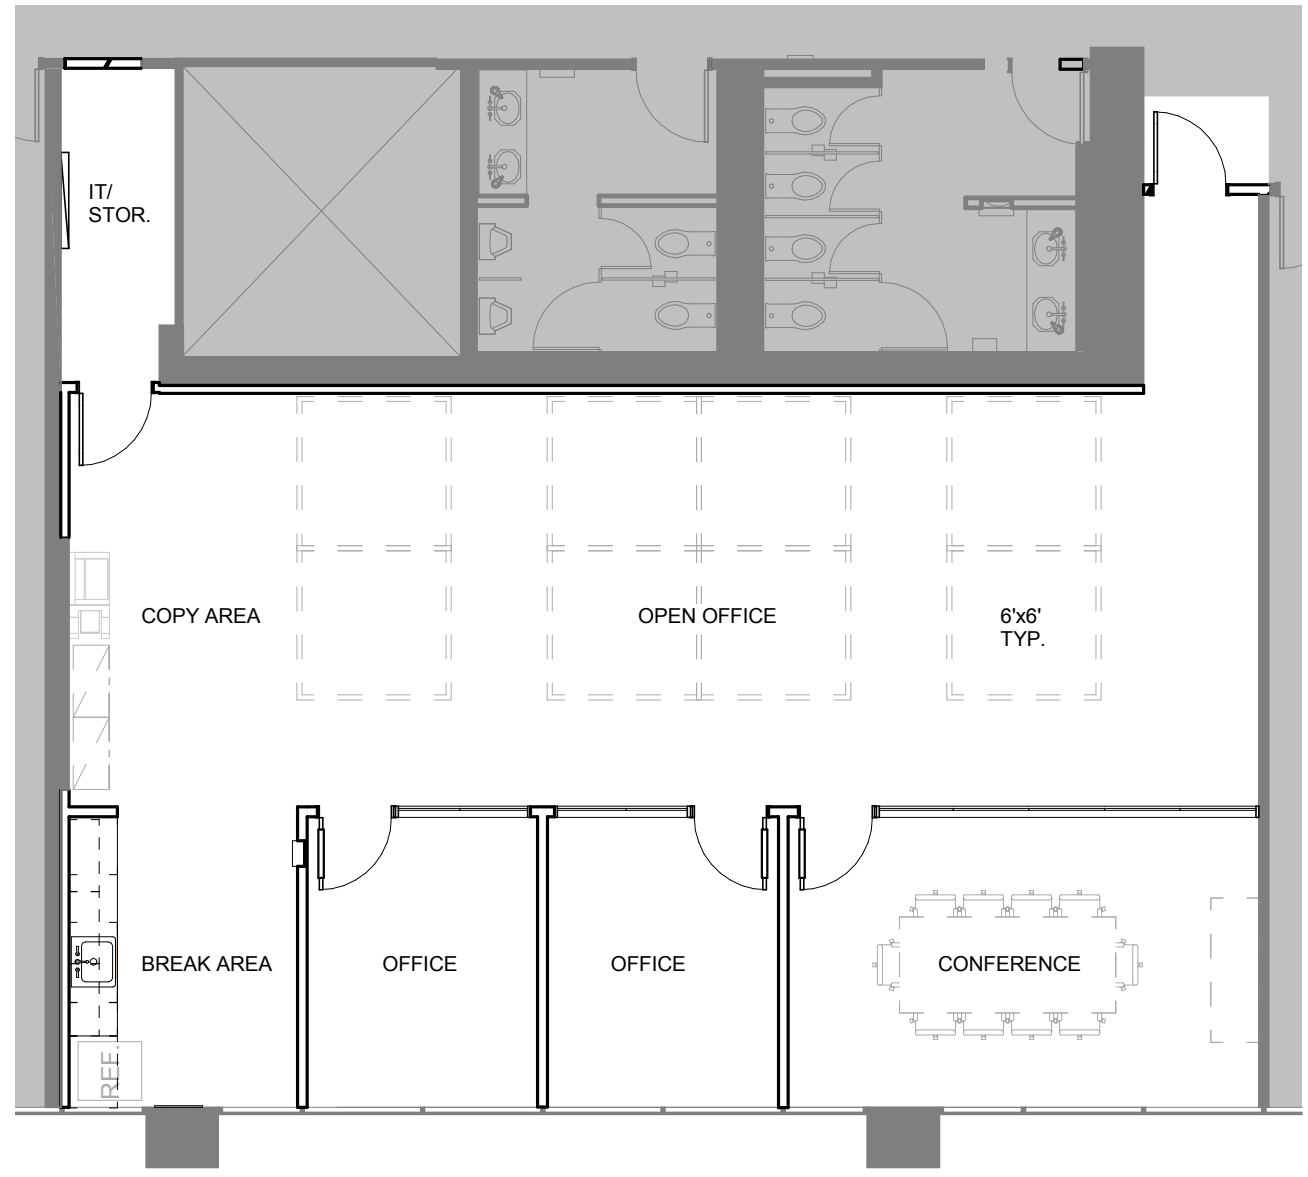 IT/
STOR.
COPY AREA
OPEN OFFICE
6'x6'
TYP.
BREAK AREA
OFFICE
OFFICE
CONFERENCE
REF.